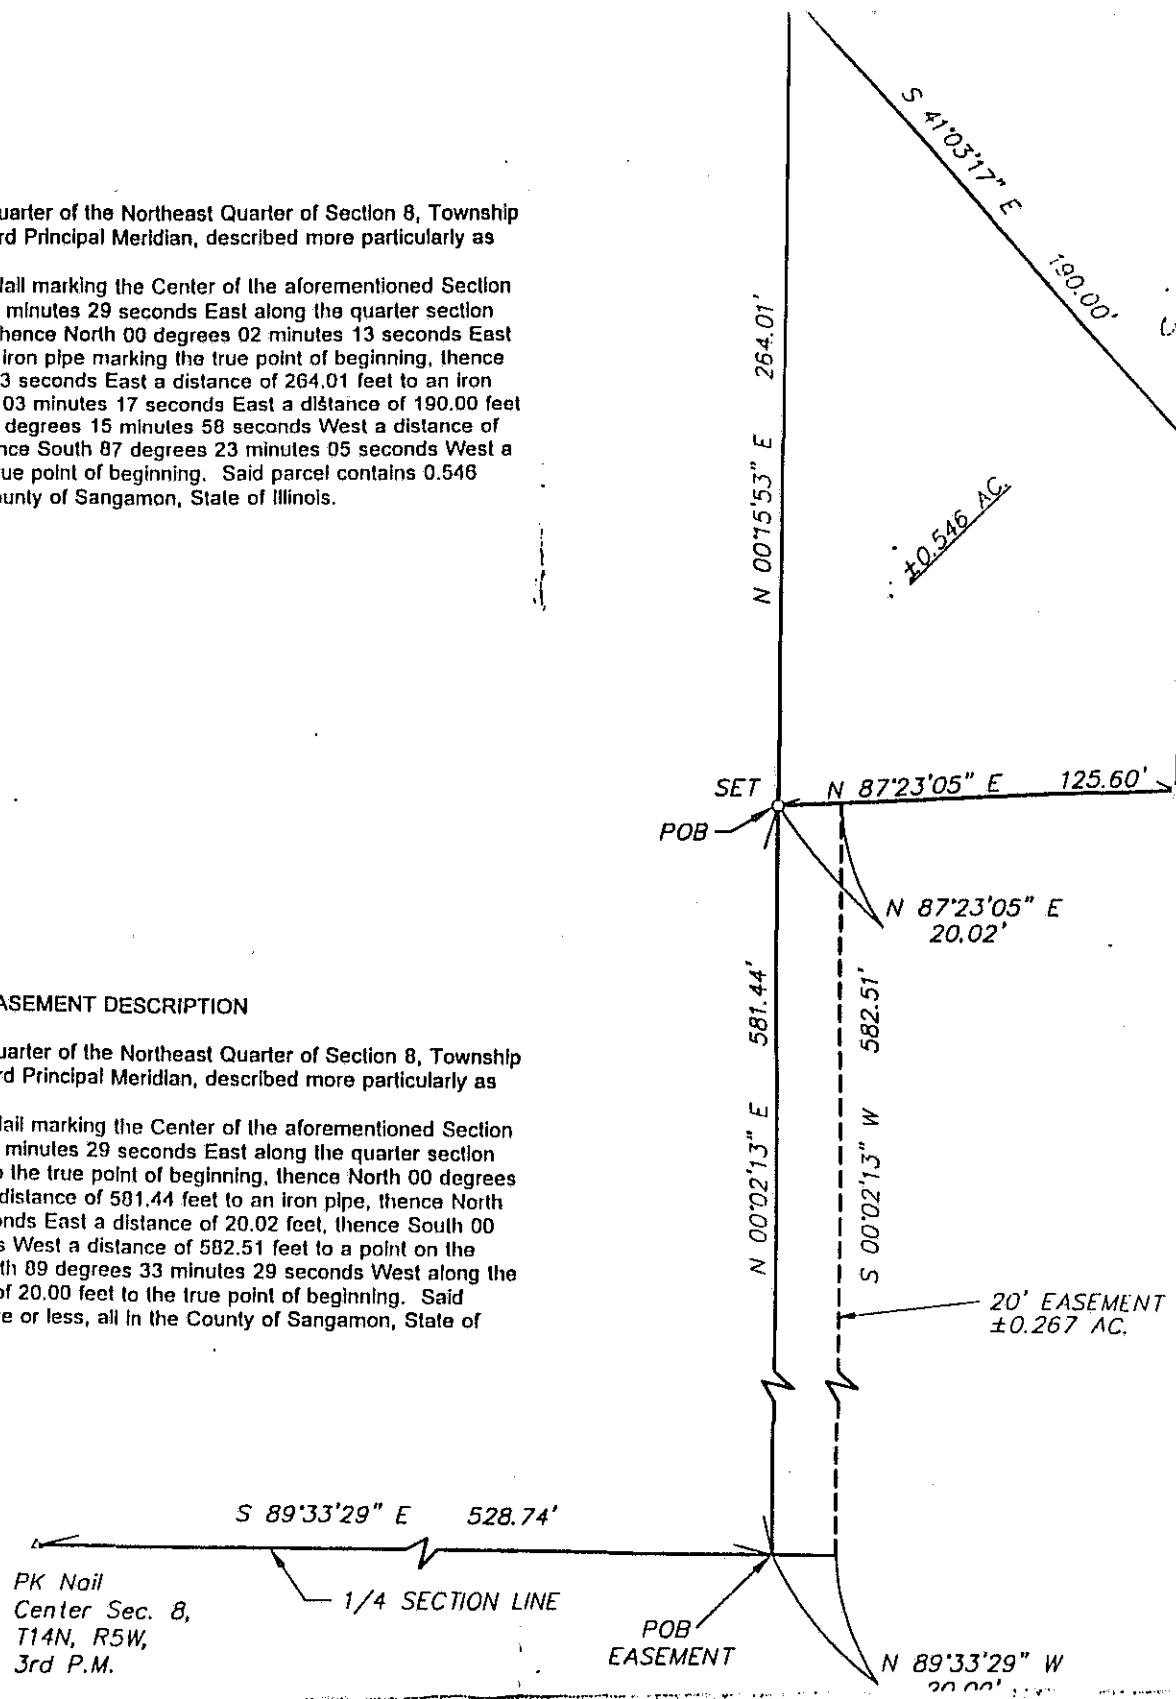 uarter of the Northeast Quarter of Section 8, Township
rd Principal Meridian, described more particularly as
Nail marking the Center of the aforementioned Section
minutes 29 seconds East along the quarter section
hence North 00 degrees 02 minutes 13 seconds East
iron pipe marking the true point of beginning, thence
3 seconds East a distance of 264.01 feet to an iron
03 minutes 17 seconds East a distance of 190.00 feet
degrees 15 minutes 58 seconds West a distance of
nce South 87 degrees 23 minutes 05 seconds West a
ue point of beginning. Said parcel contains 0.546
ounty of Sangamon, State of Illinois.
S 41°03'17" E
190.00'
N 00°15'53" E 264.01'
±0.546 AC.
SET
N 87°23'05" E 125.60'
POB
N 87°23'05" E
20.02'
N 00°02'13" E 581.44'
S 00°02'13" W 582.51'
ASEMENT DESCRIPTION
uarter of the Northeast Quarter of Section 8, Township
rd Principal Meridian, described more particularly as
Nail marking the Center of the aforementioned Section
minutes 29 seconds East along the quarter section
o the true point of beginning, thence North 00 degrees
distance of 581.44 feet to an iron pipe, thence North
onds East a distance of 20.02 feet, thence South 00
s West a distance of 582.51 feet to a point on the
th 89 degrees 33 minutes 29 seconds West along the
of 20.00 feet to the true point of beginning. Said
e or less, all in the County of Sangamon, State of
20' EASEMENT
±0.267 AC.
S 89°33'29" E 528.74'
1/4 SECTION LINE
PK Nail
Center Sec. 8,
T14N, R5W,
3rd P.M.
POB
EASEMENT
N 89°33'29" W
20.00'